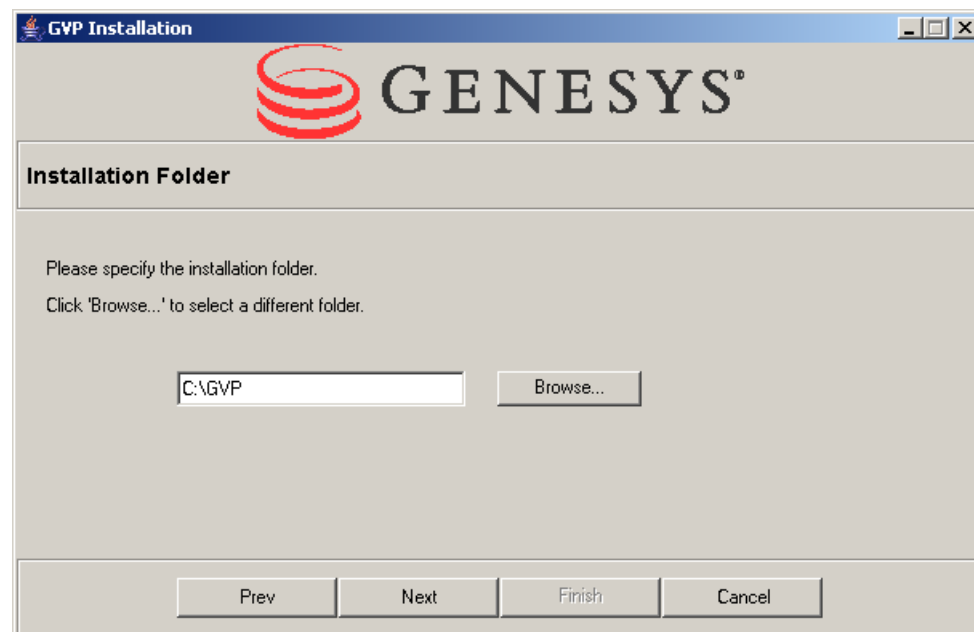 GVP Installation
GENESYS®
Installation Folder
Please specify the installation folder.
Click 'Browse...' to select a different folder.
C:\GVP
Browse...
Prev
Next
Finish
Cancel